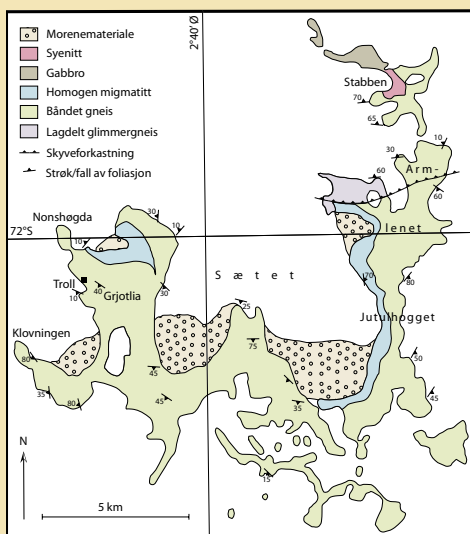 Morenemateriale
Syenitt
Gabbro
Homogen migmatitt
Båndet gneis
Lagdelt glimmergneis
Skyveforkastning
Strøk/fall av foliasjon
2°40' Ø
Stabben
70
65
10
30
Arm-
60
60
72°S
Nonshøgda
30
10
10
lenet
Sætet
Troll
40
10
Grjotlia
30
70
80
25
Jutulhogget
Klovningen
75
80
45
50
35
80
45
35
45
15
N
5 km